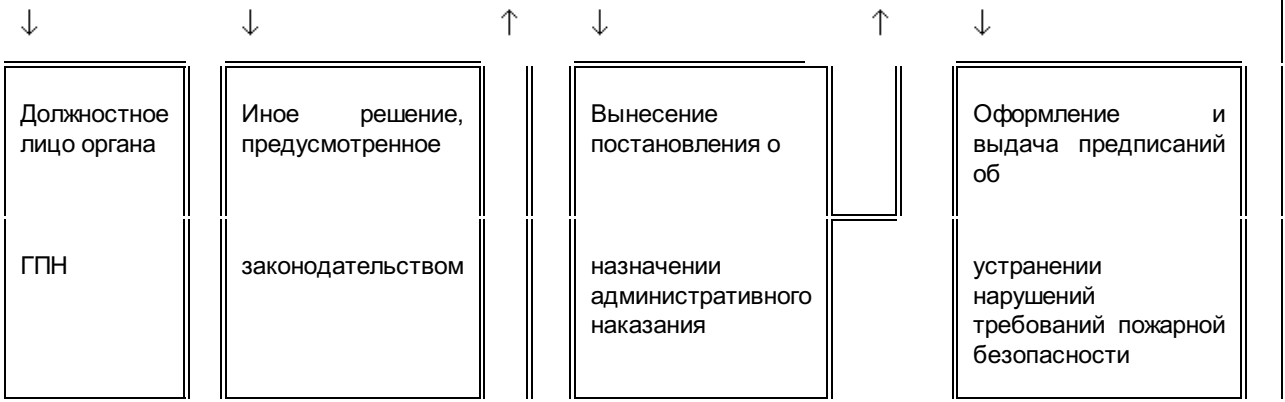 ↓ ↓ ↑ ↓ ↑ ↓
Должностное
лицо органа
ГПН
Иное решение,
предусмотренное
законодательством
Вынесение
постановления о
назначении
административного
наказания
Оформление и
выдача предписаний
об
устранении
нарушений
требований пожарной
безопасности